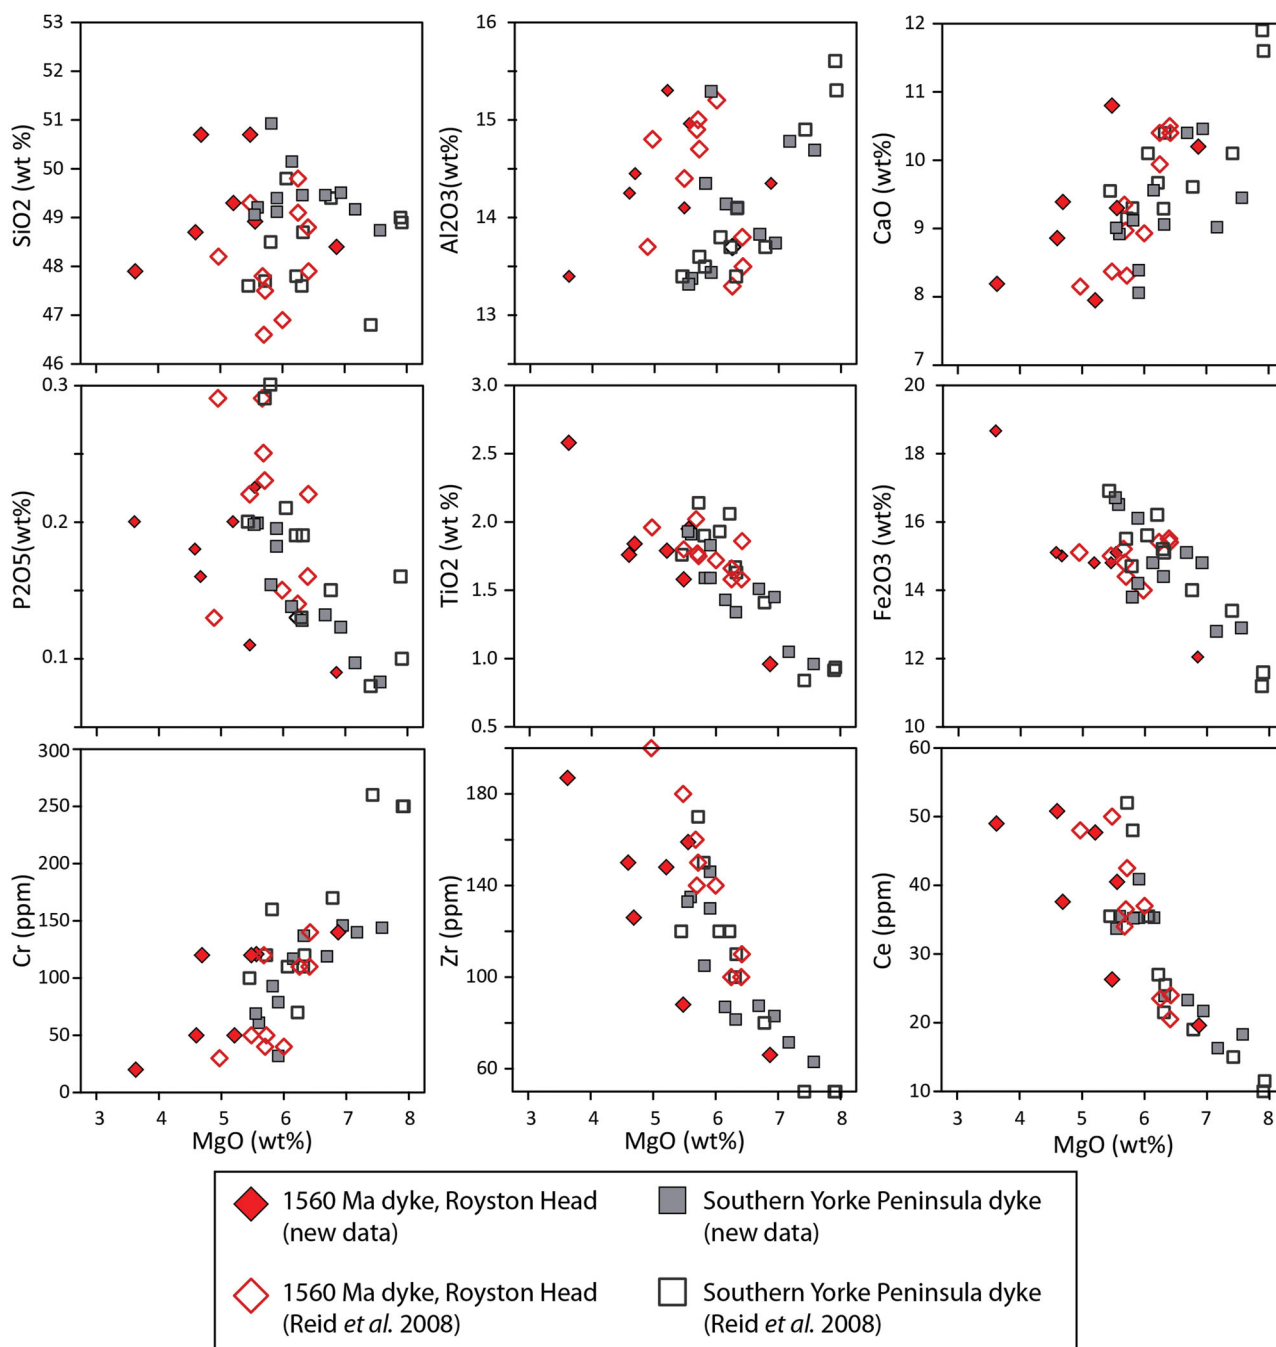 53
52
51
50
49
48
47
46
SiO2 (wt %)
16
15
14
13
Al2O3(wt%)
12
11
10
9
8
7
CaO (wt%)
0.3
0.2
0.1
P2O5(wt%)
3.0
2.5
2.0
1.5
1.0
0.5
TiO2 (wt %)
20
18
16
14
12
10
Fe2O3 (wt%)
300
250
200
150
100
50
0
Cr (ppm)
3 4 5 6 7 8
MgO (wt%)
180
140
100
60
Zr (ppm)
3 4 5 6 7 8
MgO (wt%)
60
50
40
30
20
10
Ce (ppm)
3 4 5 6 7 8
MgO (wt%)
1560 Ma dyke, Royston Head
(new data)
Southern Yorke Peninsula dyke
(new data)
1560 Ma dyke, Royston Head
(Reid et al. 2008)
Southern Yorke Peninsula dyke
(Reid et al. 2008)